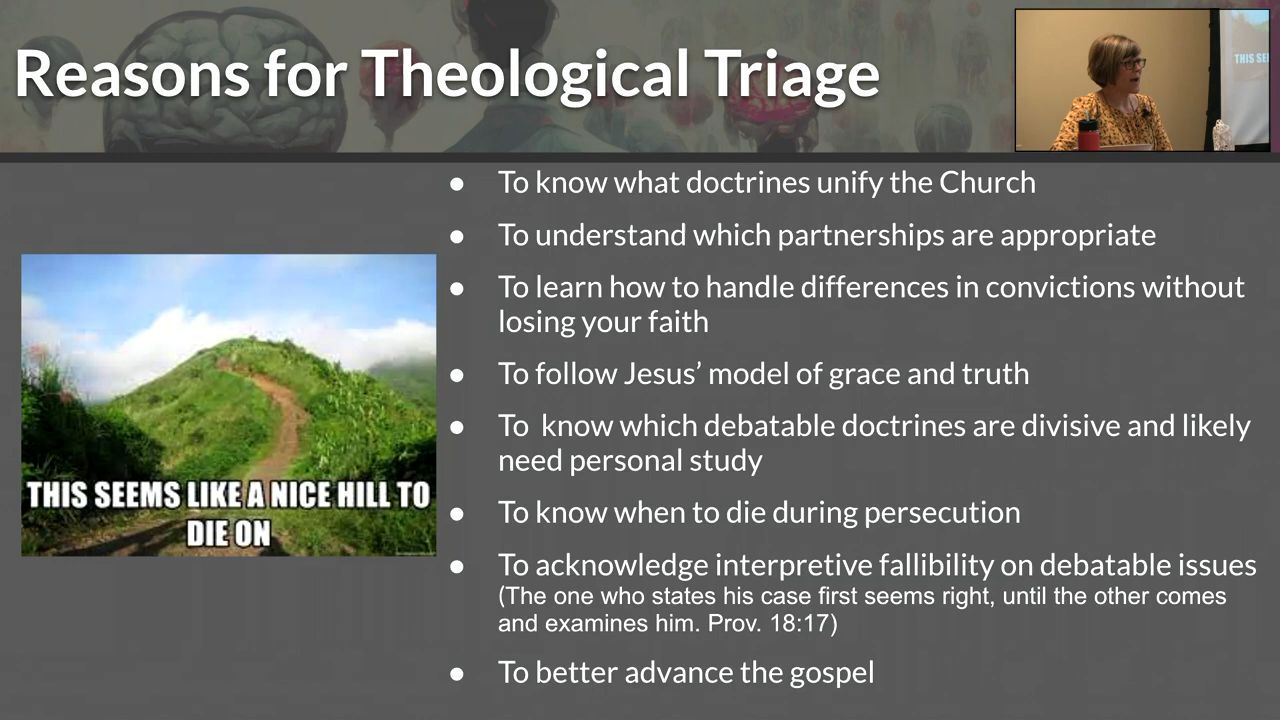 Reasons for Theological Triage
THIS SEE
● To know what doctrines unify the Church
● To understand which partnerships are appropriate
● To learn how to handle differences in convictions without
losing your faith
● To follow Jesus’ model of grace and truth
● To  know which debatable doctrines are divisive and likely
need personal study
● To know when to die during persecution
● To acknowledge interpretive fallibility on debatable issues
(The one who states his case first seems right, until the other comes
and examines him. Prov. 18:17)
● To better advance the gospel
THIS SEEMS LIKE A NICE HILL TO
DIE ON